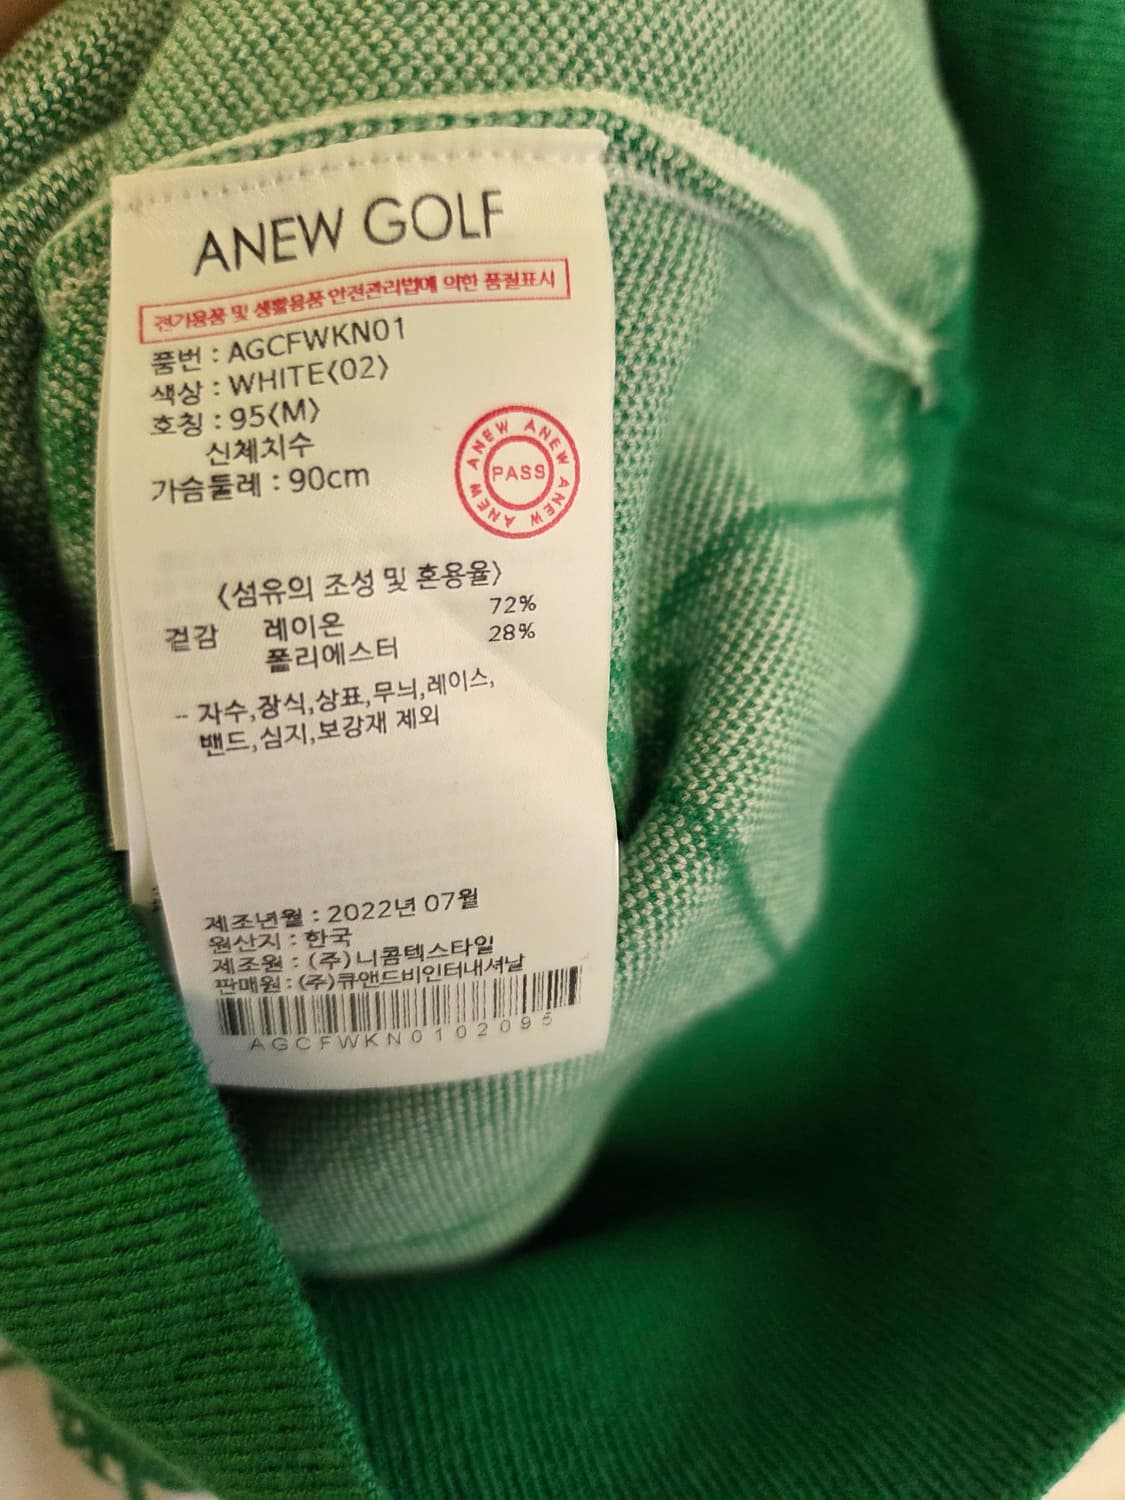 ANEW GOLF
전기용품 및 생활용품 안전관리법에 의한 품질표시
품번 : AGCFWKN01
색상 : WHITE<02>
호칭 : 95<M>
신체치수
가슴둘레 : 90cm
ANEW ANEW ANEW ANEW ANEW
PASS
<섬유의 조성 및 혼용율>
겉감 레이온 72%
폴리에스터 28%
-- 자수,장식,상표,무늬,레이스,
밴드,심지,보강재 제외
제조년월 : 2022년 07월
원산지 : 한국
제조원 : (주)니콤텍스타일
판매원 : (주)큐앤드비인터내셔날
AGCFWKN0102095